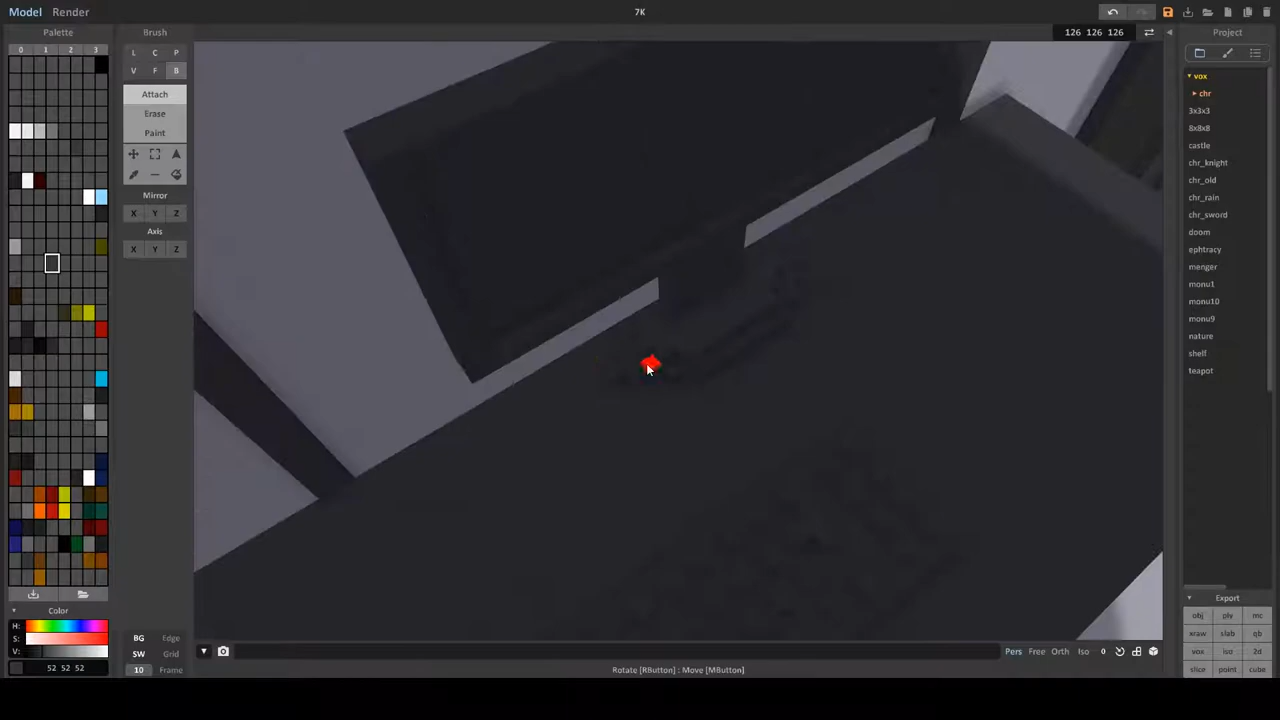 Model Render
7K
Palette
Brush
126 126 126
Project
0 1 2 3
L C P
V F B
vox
chr
Attach
3x3x3
Erase
8x8x8
Paint
castle
chr_knight
chr_old
Mirror
chr_rain
X Y Z
chr_sword
Axis
doom
X Y Z
ephtracy
menger
monu1
monu10
monu9
nature
shelf
teapot
Export
Color
obj ply mc
H:
xraw slab qb
S:
BG Edge
V:
SW Grid
Pers Free Orth Iso 0
vox iso 2d
52 52 52
10 Frame
Rotate [RButton] : Move [MButton]
slice point cube